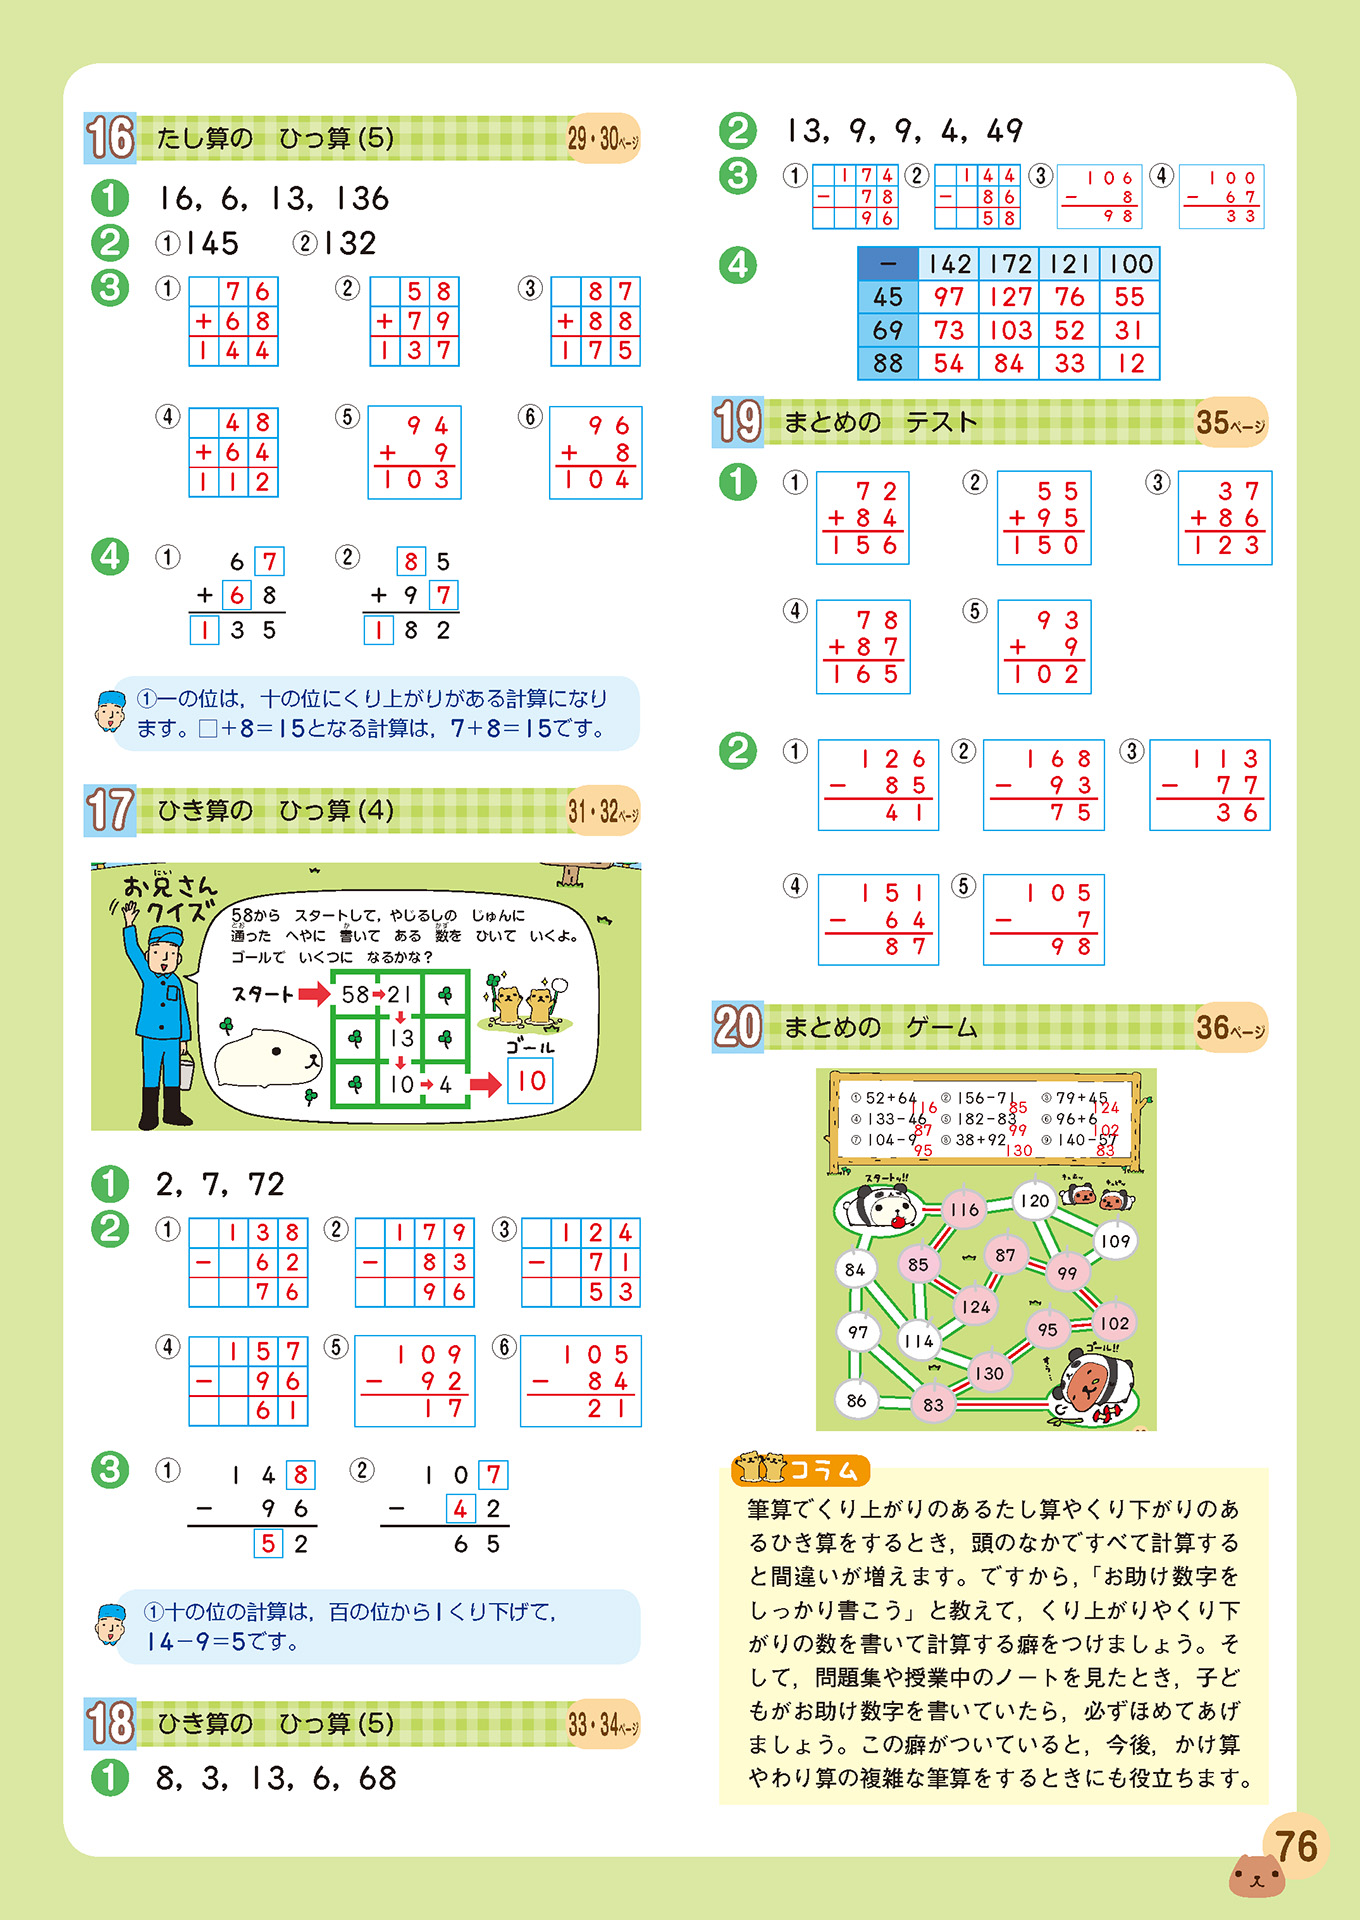 16 たし算の ひっ算(5) 29・30ページ
❶ 16, 6, 13, 136
❷ ①145 ②132
❸ ① 76 ② 58 ③ 87
+68 +79 +88
144 137 175
④ 48 ⑤ 94 ⑥ 96
+64 + 9 + 8
112 103 104
❹ ① 67 ② 85
+68 +97
135 182
①一の位は，十の位にくり上がりがある計算になり
ます。□＋8＝15となる計算は，7＋8＝15です。
17 ひき算の ひっ算(4) 31・32ページ
お兄さん
にい
クイズ
58から スタートして，やじるしの じゅんに
通った へやに 書いて ある 数を ひいて いくよ。
とお か かず
ゴールで いくつに なるかな？
スタート 58 21
13
ゴール
10 4 10
❶ 2, 7, 72
❷ ① 138 ② 179 ③ 124
− 62 − 83 − 71
76 96 53
④ 157 ⑤ 109 ⑥ 105
− 96 − 92 − 84
61 17 21
❸ ① 148 ② 107
− 96 − 42
52 65
①十の位の計算は，百の位から1くり下げて，
14−9＝5です。
18 ひき算の ひっ算(5) 33・34ページ
❶ 8, 3, 13, 6, 68
❷ 13, 9, 9, 4, 49
❸ ① 174 ② 144 ③ 106 ④ 100
− 78 − 86 − 8 − 67
96 58 98 33
❹ − 142 172 121 100
45 97 127 76 55
69 73 103 52 31
88 54 84 33 12
19 まとめの テスト 35ページ
❶ ① 72 ② 55 ③ 37
+84 +95 +86
156 150 123
④ 78 ⑤ 93
+87 + 9
165 102
❷ ① 126 ② 168 ③ 113
− 85 − 93 − 77
41 75 36
④ 151 ⑤ 105
− 64 − 7
87 98
20 まとめの ゲーム 36ページ
①52+64 116 ②156−71 85 ③79+45 124
④133−46 87 ⑤182−83 99 ⑥96+6 102
⑦104−9 95 ⑧38+92 130 ⑨140−57 83
スタートッ!!
116 120
109
84 85 87 99
124
97 114 95 102
ゴール!!
130
86 83
コラム
筆算でくり上がりのあるたし算やくり下がりのあ
るひき算をするとき，頭のなかですべて計算する
と間違いが増えます。ですから，「お助け数字を
しっかり書こう」と教えて，くり上がりやくり下
がりの数を書いて計算する癖をつけましょう。そ
して，問題集や授業中のノートを見たとき，子ど
もがお助け数字を書いていたら，必ずほめてあげ
ましょう。この癖がついていると，今後，かけ算
やわり算の複雑な筆算をするときにも役立ちます。
76